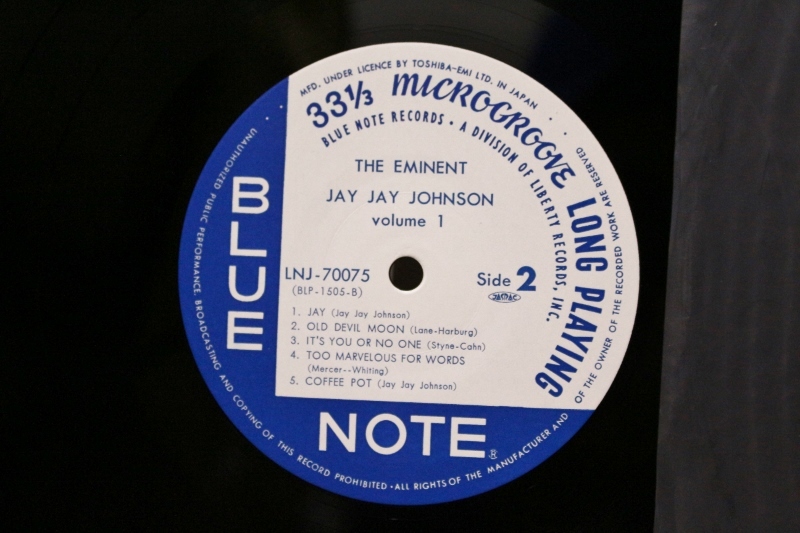 MFD. UNDER LICENCE BY TOSHIBA-EMI LTD. IN JAPAN
33⅓ MICROGROOVE LONG PLAYING
BLUE NOTE RECORDS • A DIVISION OF LIBERTY RECORDS, INC.
THE EMINENT
JAY JAY JOHNSON
volume 1
LNJ-70075
(BLP-1505-B)
Side 2
1. JAY (Jay Jay Johnson)
2. OLD DEVIL MOON (Lane-Harburg)
3. IT'S YOU OR NO ONE (Styne-Cahn)
4. TOO MARVELOUS FOR WORDS
(Mercer--Whiting)
5. COFFEE POT (Jay Jay Johnson)
BLUE
NOTE ®
UNAUTHORIZED PUBLIC PERFORMANCE, BROADCASTING AND COPYING OF THIS RECORD PROHIBITED • ALL RIGHTS OF THE MANUFACTURER AND OF THE OWNER OF THE RECORDED WORK ARE RESERVED